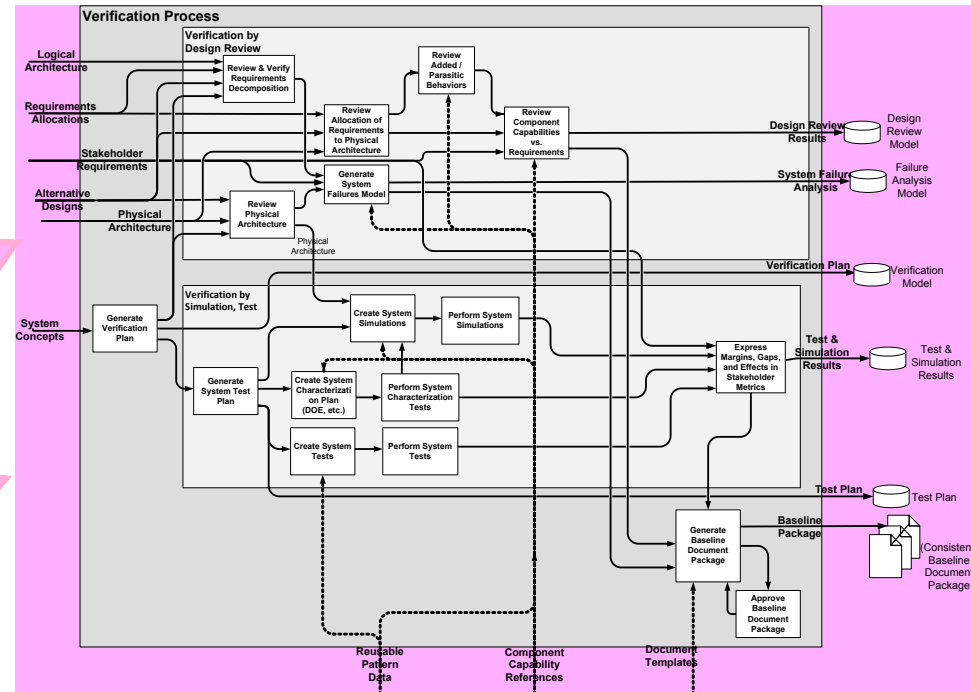 Verification Process
Verification by
Design Review
Logical
Architecture
Requirements
Allocations
Stakeholder
Requirements
Alternative
Designs
Physical
Architecture
System
Concepts
Review & Verify
Requirements
Decomposition
Review
Allocation of
Requirements
to Physical
Architecture
Review
Added /
Parasitic
Behaviors
Review
Component
Capabilities
vs.
Requirements
Generate
System
Failures Model
Review
Physical
Architecture
Physical
Architecture
Design Review
Results
Design
Review
Model
System Failure
Analysis
Failure
Analysis
Model
Verification Plan
Verification
Model
Verification by
Simulation, Test
Generate
Verification
Plan
Create System
Simulations
Perform System
Simulations
Generate
System Test
Plan
Create System
Characterizati
on Plan
(DOE, etc.)
Perform System
Characterization
Tests
Create System
Tests
Perform System
Tests
Express
Margins, Gaps,
and Effects in
Stakeholder
Metrics
Test &
Simulation
Results
Test &
Simulation
Results
Test Plan
Test Plan
Generate
Baseline
Document
Package
Baseline
Package
(Consisten
Baseline
Document
Package
Approve
Baseline
Document
Package
Reusable
Pattern
Data
Component
Capability
References
Document
Templates